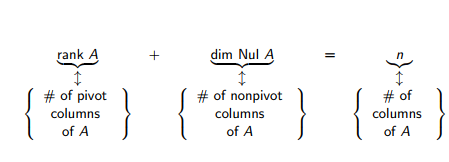 rank A + dim Nul A = n
↕ ↕ ↕
{ # of pivot columns of A } { # of nonpivot columns of A } { # of columns of A }